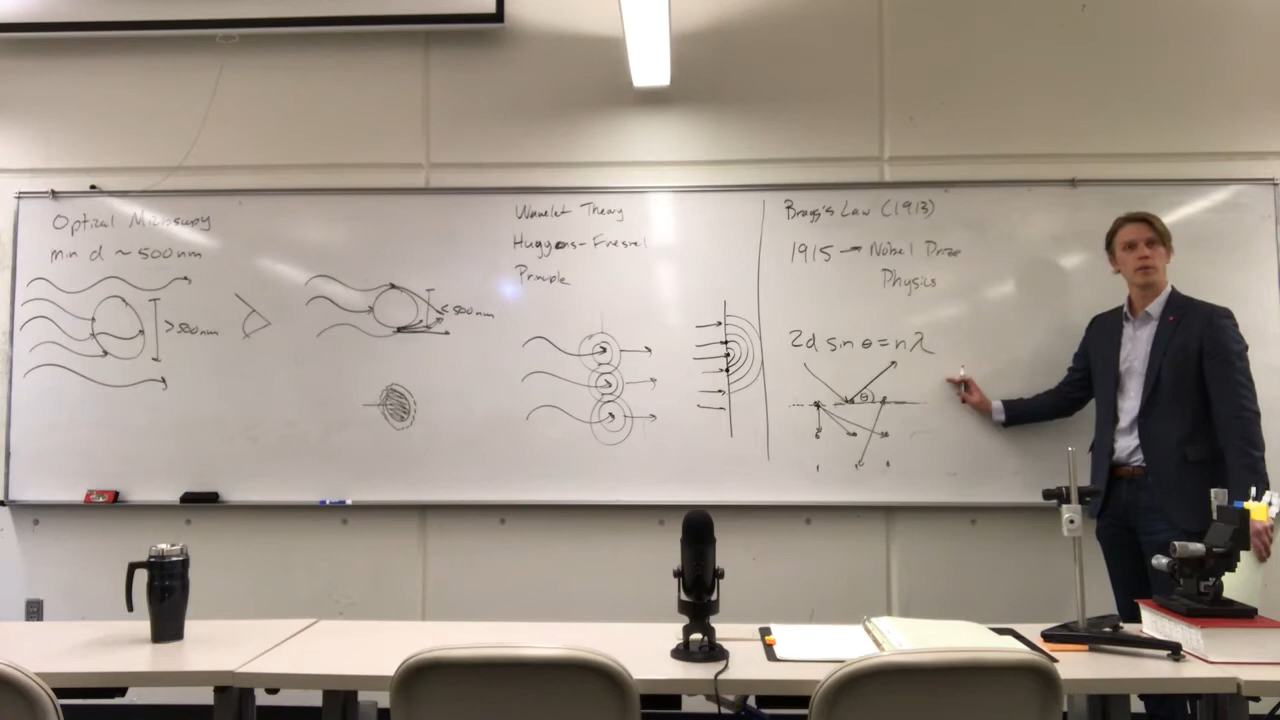 Optical Microscopy
min d ~ 500nm
>500nm
<500nm
Wavelet Theory
Huygens-Fresnel
Principle
Bragg's Law (1913)
1915 → Nobel Prize
Physics
2d sin θ = nλ
θ